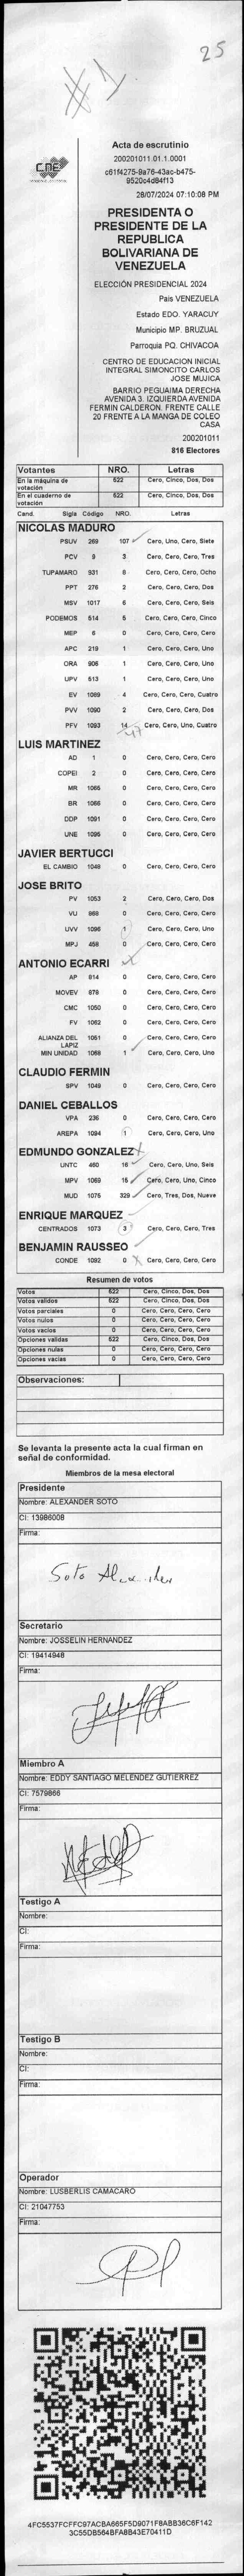 25
#1
CNE
Acta de escrutinio
200201011.01.1.0001
c61f4275-9a76-43ac-b475-
9520c4d84f13
28/07/2024 07:10:08 PM
PRESIDENTA O
PRESIDENTE DE LA
REPUBLICA
BOLIVARIANA DE
VENEZUELA
ELECCIÓN PRESIDENCIAL 2024
Pais VENEZUELA
Estado EDO. YARACUY
Municipio MP. BRUZUAL
Parroquia PQ. CHIVACOA
CENTRO DE EDUCACION INICIAL
INTEGRAL SIMONCITO CARLOS
JOSE MUJICA
BARRIO PEGUAIMA DERECHA
AVENIDA 3. IZQUIERDA AVENIDA
FERMIN CALDERON. FRENTE CALLE
20 FRENTE A LA MANGA DE COLEO
CASA
200201011
816 Electores
Votantes NRO. Letras
En la máquina de votación 522 Cero, Cinco, Dos, Dos
En el cuaderno de votación 522 Cero, Cinco, Dos, Dos
Cand. Sigla Código NRO. Letras
NICOLAS MADURO
PSUV 269 107 Cero, Uno, Cero, Siete
PCV 9 3 Cero, Cero, Cero, Tres
TUPAMARO 931 8 Cero, Cero, Cero, Ocho
PPT 276 2 Cero, Cero, Cero, Dos
MSV 1017 6 Cero, Cero, Cero, Seis
PODEMOS 514 5 Cero, Cero, Cero, Cinco
MEP 6 0 Cero, Cero, Cero, Cero
APC 219 1 Cero, Cero, Cero, Uno
ORA 906 1 Cero, Cero, Cero, Uno
UPV 513 1 Cero, Cero, Cero, Uno
EV 1089 4 Cero, Cero, Cero, Cuatro
PVV 1090 2 Cero, Cero, Cero, Dos
PFV 1093 14 Cero, Cero, Uno, Cuatro
47
LUIS MARTINEZ
AD 1 0 Cero, Cero, Cero, Cero
COPEI 2 0 Cero, Cero, Cero, Cero
MR 1065 0 Cero, Cero, Cero, Cero
BR 1066 0 Cero, Cero, Cero, Cero
DDP 1091 0 Cero, Cero, Cero, Cero
UNE 1095 0 Cero, Cero, Cero, Cero
JAVIER BERTUCCI
EL CAMBIO 1048 0 Cero, Cero, Cero, Cero
JOSE BRITO
PV 1053 2 Cero, Cero, Cero, Dos
VU 868 0 Cero, Cero, Cero, Cero
UVV 1096 1 Cero, Cero, Cero, Uno
MPJ 458 0 Cero, Cero, Cero, Cero
ANTONIO ECARRI
AP 814 0 Cero, Cero, Cero, Cero
MOVEV 878 0 Cero, Cero, Cero, Cero
CMC 1050 0 Cero, Cero, Cero, Cero
FV 1062 0 Cero, Cero, Cero, Cero
ALIANZA DEL LAPIZ 1051 0 Cero, Cero, Cero, Cero
MIN UNIDAD 1068 1 Cero, Cero, Cero, Uno
CLAUDIO FERMIN
SPV 1049 0 Cero, Cero, Cero, Cero
DANIEL CEBALLOS
VPA 236 0 Cero, Cero, Cero, Cero
AREPA 1094 1 Cero, Cero, Cero, Uno
EDMUNDO GONZALEZ
UNTC 460 16 Cero, Cero, Uno, Seis
MPV 1069 15 Cero, Cero, Uno, Cinco
MUD 1075 329 Cero, Tres, Dos, Nueve
ENRIQUE MARQUEZ
CENTRADOS 1073 3 Cero, Cero, Cero, Tres
BENJAMIN RAUSSEO
CONDE 1092 0 Cero, Cero, Cero, Cero
Resumen de votos
Votos 522 Cero, Cinco, Dos, Dos
Votos validos 522 Cero, Cinco, Dos, Dos
Votos parciales 0 Cero, Cero, Cero, Cero
Votos nulos 0 Cero, Cero, Cero, Cero
Votos vacios 0 Cero, Cero, Cero, Cero
Opciones validas 522 Cero, Cinco, Dos, Dos
Opciones nulas 0 Cero, Cero, Cero, Cero
Opciones vacias 0 Cero, Cero, Cero, Cero
Observaciones:
Se levanta la presente acta la cual firman en
señal de conformidad.
Miembros de la mesa electoral
Presidente
Nombre: ALEXANDER SOTO
CI: 13986008
Firma:
Soto Alexander
Secretario
Nombre: JOSSELIN HERNANDEZ
CI: 19414948
Firma:
Miembro A
Nombre: EDDY SANTIAGO MELENDEZ GUTIERREZ
CI: 7579866
Firma:
Testigo A
Nombre:
CI:
Firma:
Testigo B
Nombre:
CI:
Firma:
Operador
Nombre: LUSBERLIS CAMACARO
CI: 21047753
Firma:
4FC5537FCFFC97ACBA665F5D9071F8ABB36C6F142
3C55DB564BFA8B43E70411D